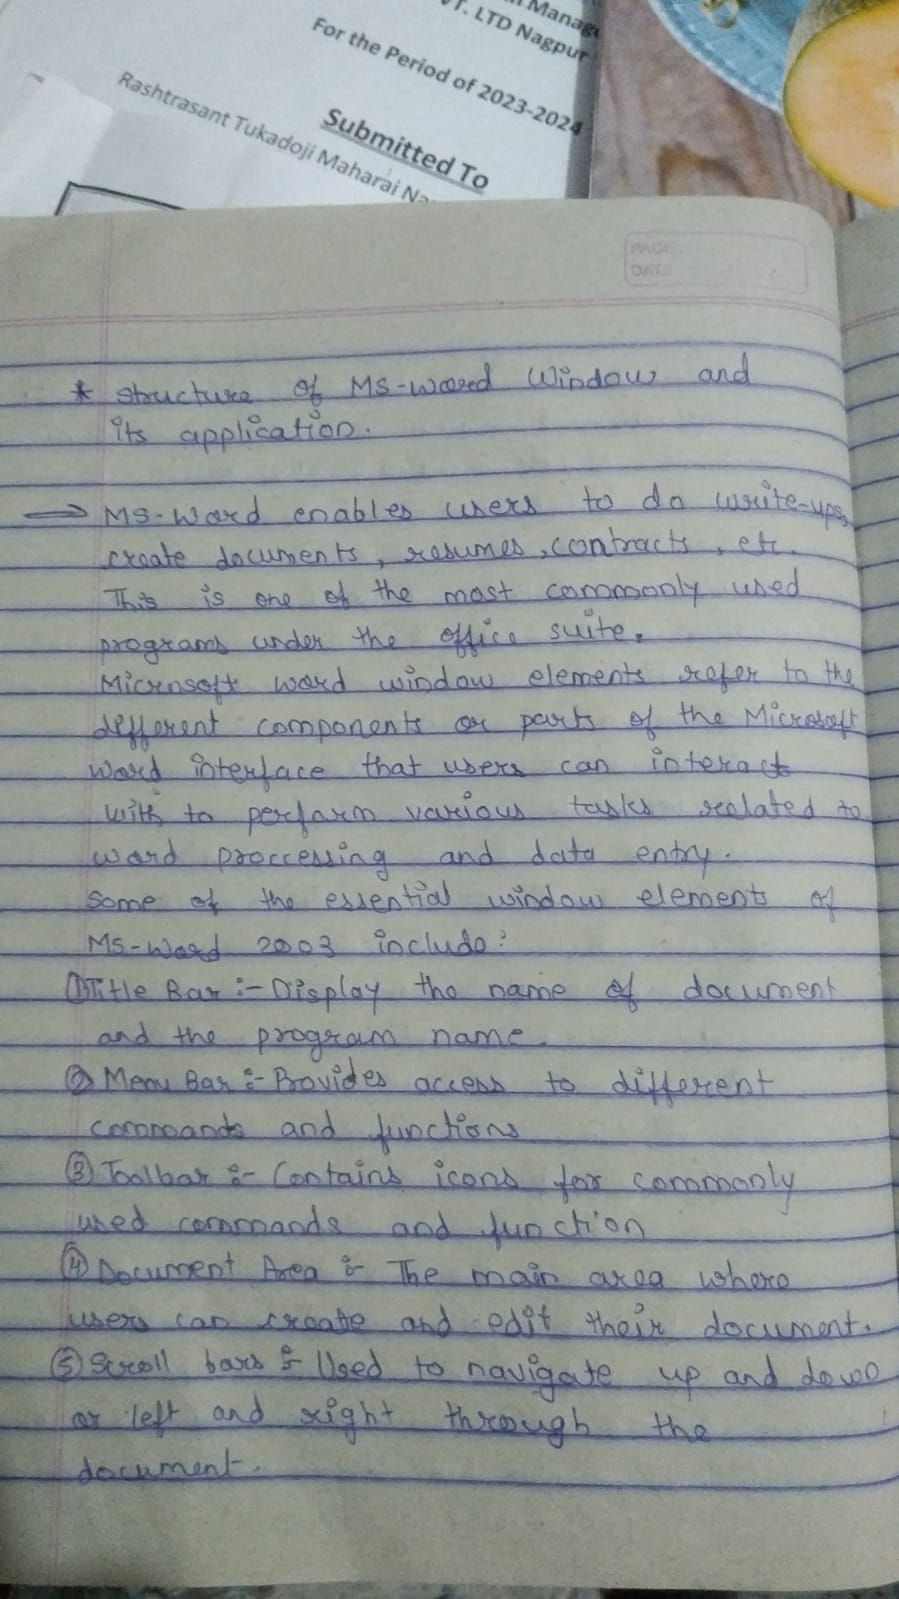 Manag
VT. LTD Nagpur
For the Period of 2023-2024
Submitted To
Rashtrasant Tukadoji Maharaj Na
PAGE
DATE
* Structure of MS-Word Window and
its application.
→ MS-Word enables users to do write-ups,
create documents, resumes, contracts, etc.
This is one of the most commonly used
programs under the office suite.
Microsoft word window elements refer to the
different components or parts of the Microsoft
Word interface that users can interact
with to perform various tasks realated to
word proccessing and data entry.
Some of the essential window elements of
MS-Word 2003 include:
① Title Bar :- Display the name of document
and the program name.
② Menu Bar :- Provides access to different
commands and functions
③ Toolbar :- Contains icons for commonly
used commands and function
④ Document Area :- The main area where
users can create and edit their document.
⑤ Scroll bars :- Used to navigate up and down
or left and right through the
document.